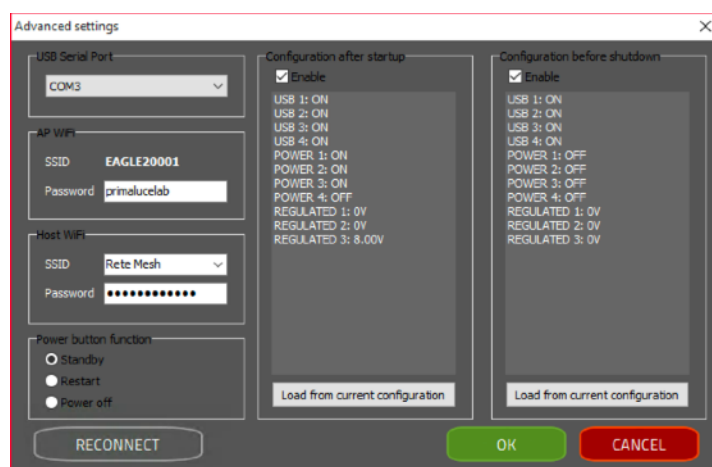 Advanced settings
USB Serial Port
COM3
AP WiFi
SSID EAGLE20001
Password primalucelab
Host WiFi
SSID Rete Mesh
Password ●●●●●●●●●●●●
Power button function
Standby
Restart
Power off
Configuration after startup
Enable
USB 1: ON
USB 2: ON
USB 3: ON
USB 4: ON
POWER 1: ON
POWER 2: ON
POWER 3: ON
POWER 4: OFF
REGULATED 1: 0V
REGULATED 2: 0V
REGULATED 3: 8.00V
Load from current configuration
Configuration before shutdown
Enable
USB 1: ON
USB 2: ON
USB 3: ON
USB 4: ON
POWER 1: OFF
POWER 2: OFF
POWER 3: OFF
POWER 4: OFF
REGULATED 1: 0V
REGULATED 2: 0V
REGULATED 3: 0V
Load from current configuration
RECONNECT
OK
CANCEL